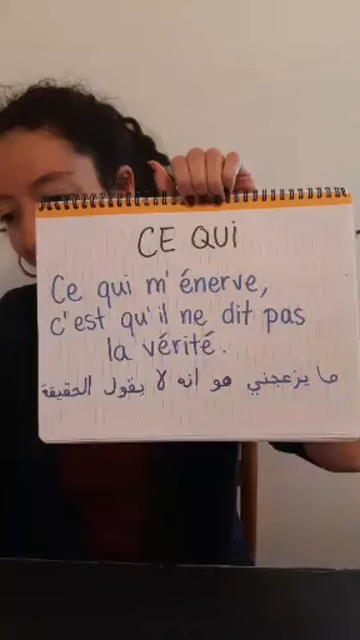 CE QUi
Ce qui m'énerve,
c'est qu'il ne dit pas
la vérité.
ما يزعجني هو انه لا يقول الحقيقة